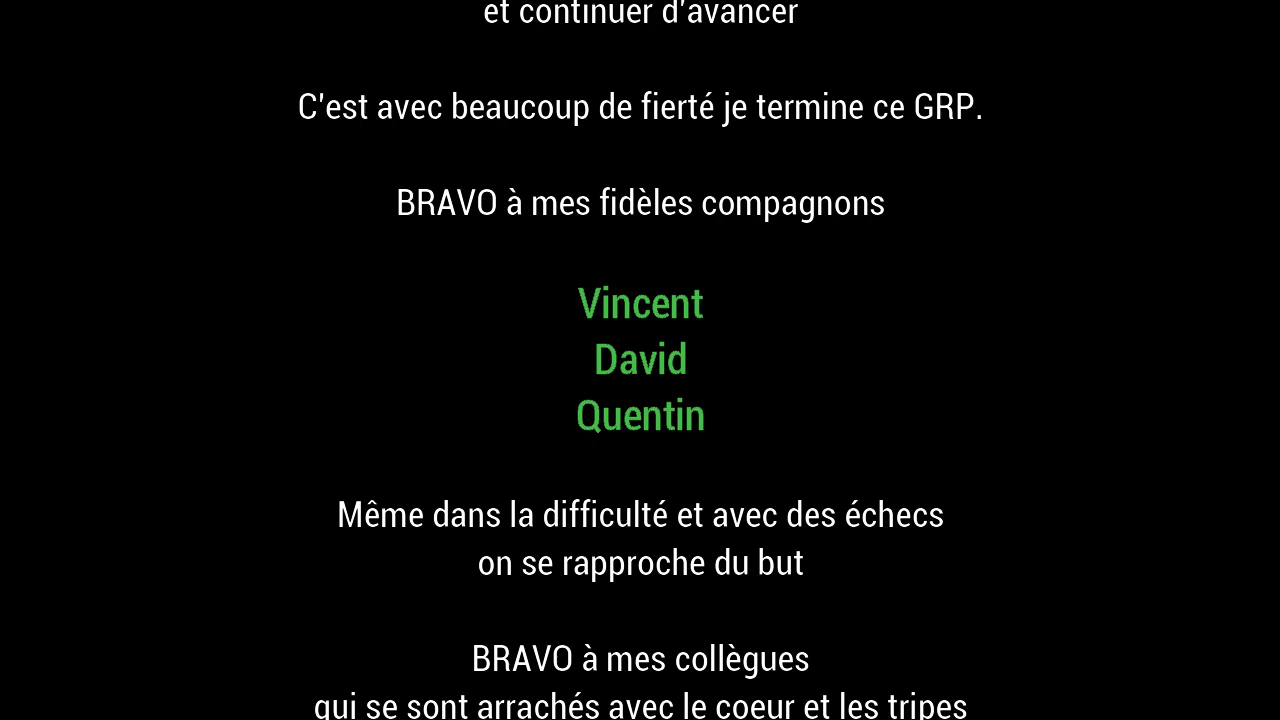 et continuer d'avancer
C'est avec beaucoup de fierté je termine ce GRP.
BRAVO à mes fidèles compagnons
Vincent
David
Quentin
Même dans la difficulté et avec des échecs
on se rapproche du but
BRAVO à mes collègues
qui se sont arrachés avec le coeur et les tripes